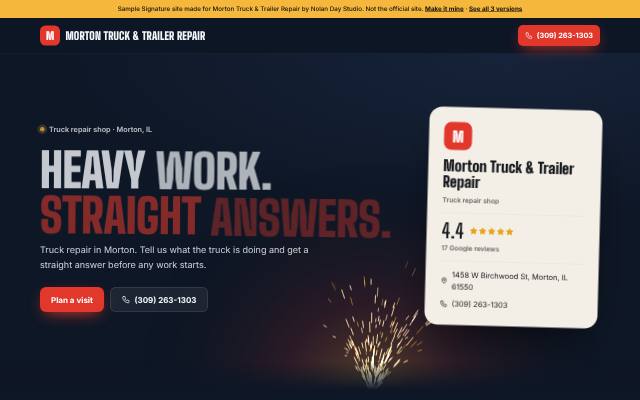 Sample Signature site made for Morton Truck & Trailer Repair by Nolan Day Studio. Not the official site. Make it mine · See all 3 versions
M MORTON TRUCK & TRAILER REPAIR
(309) 263-1303
Truck repair shop · Morton, IL
HEAVY WORK.
STRAIGHT ANSWERS.
Truck repair in Morton. Tell us what the truck is doing and get a
straight answer before any work starts.
Plan a visit
(309) 263-1303
M
Morton Truck & Trailer
Repair
Truck repair shop
4.4 ★★★★★
17 Google reviews
1458 W Birchwood St, Morton, IL
61550
(309) 263-1303